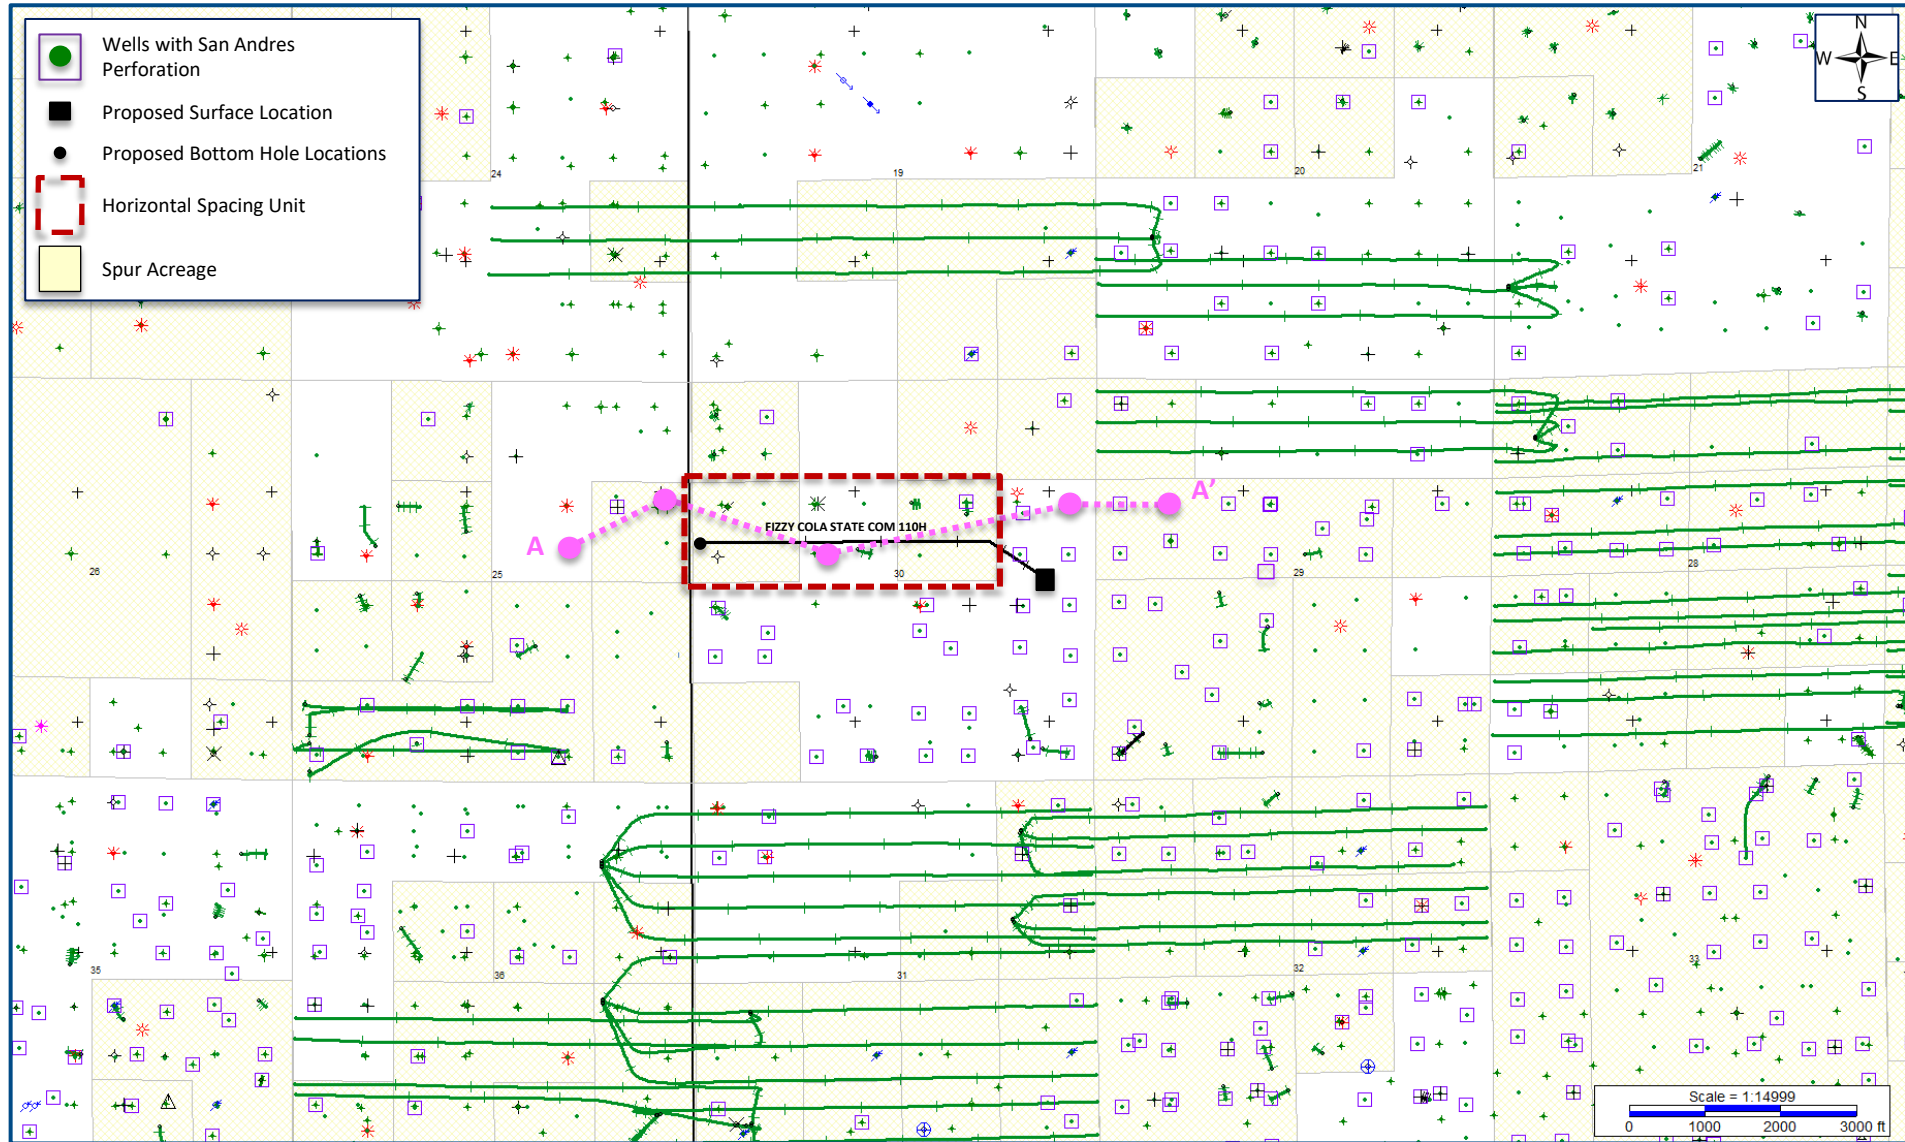 Wells with San Andres
Perforation
Proposed Surface Location
Proposed Bottom Hole Locations
Horizontal Spacing Unit
Spur Acreage
N
W E
S
24
19
20
21
A
A'
FIZZY COLA STATE COM 110H
26
25
30
29
28
35
36
31
32
33
Scale = 1:14999
0 1000 2000 3000 ft